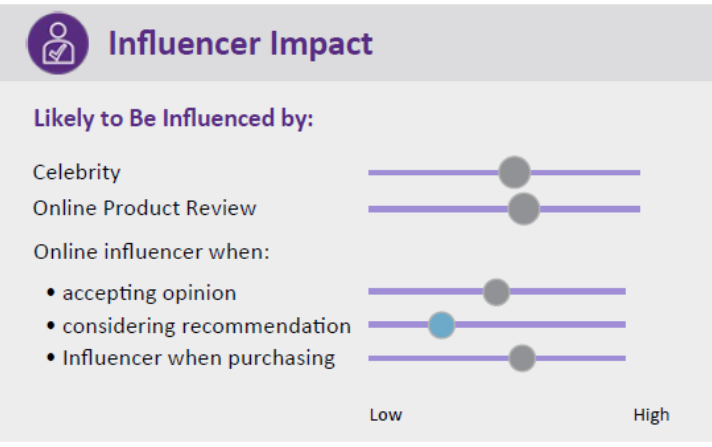 Influencer Impact
Likely to Be Influenced by:
Celebrity
Online Product Review
Online influencer when:
• accepting opinion
• considering recommendation
• Influencer when purchasing
Low High